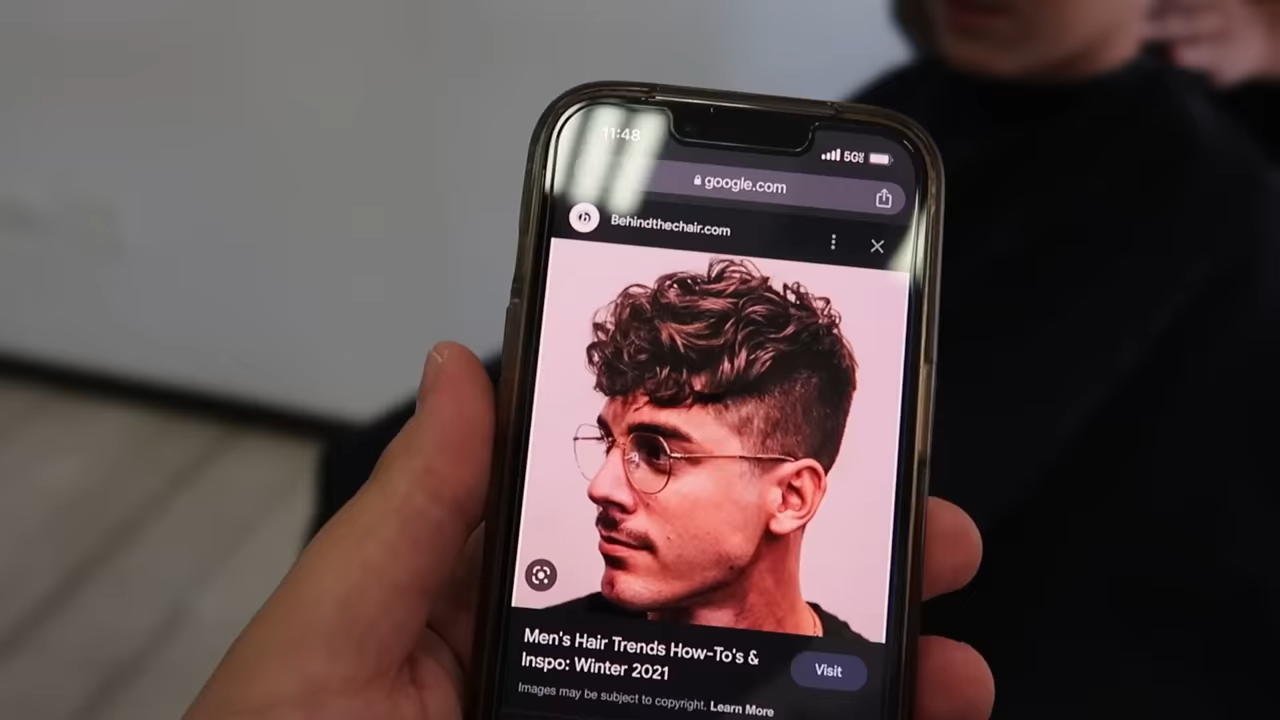 11:48
5G
google.com
Behindthechair.com
Men's Hair Trends How-To's &
Inspo: Winter 2021
Visit
Images may be subject to copyright. Learn More